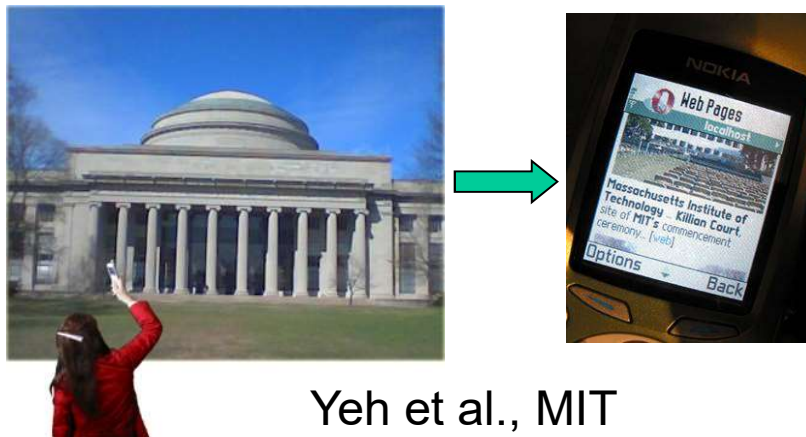 NOKIA
Web Pages
localhost
Massachusetts Institute of
Technology .. Killian Court,
site of MIT's commencement
ceremony... [web]
Options
Back
Yeh et al., MIT